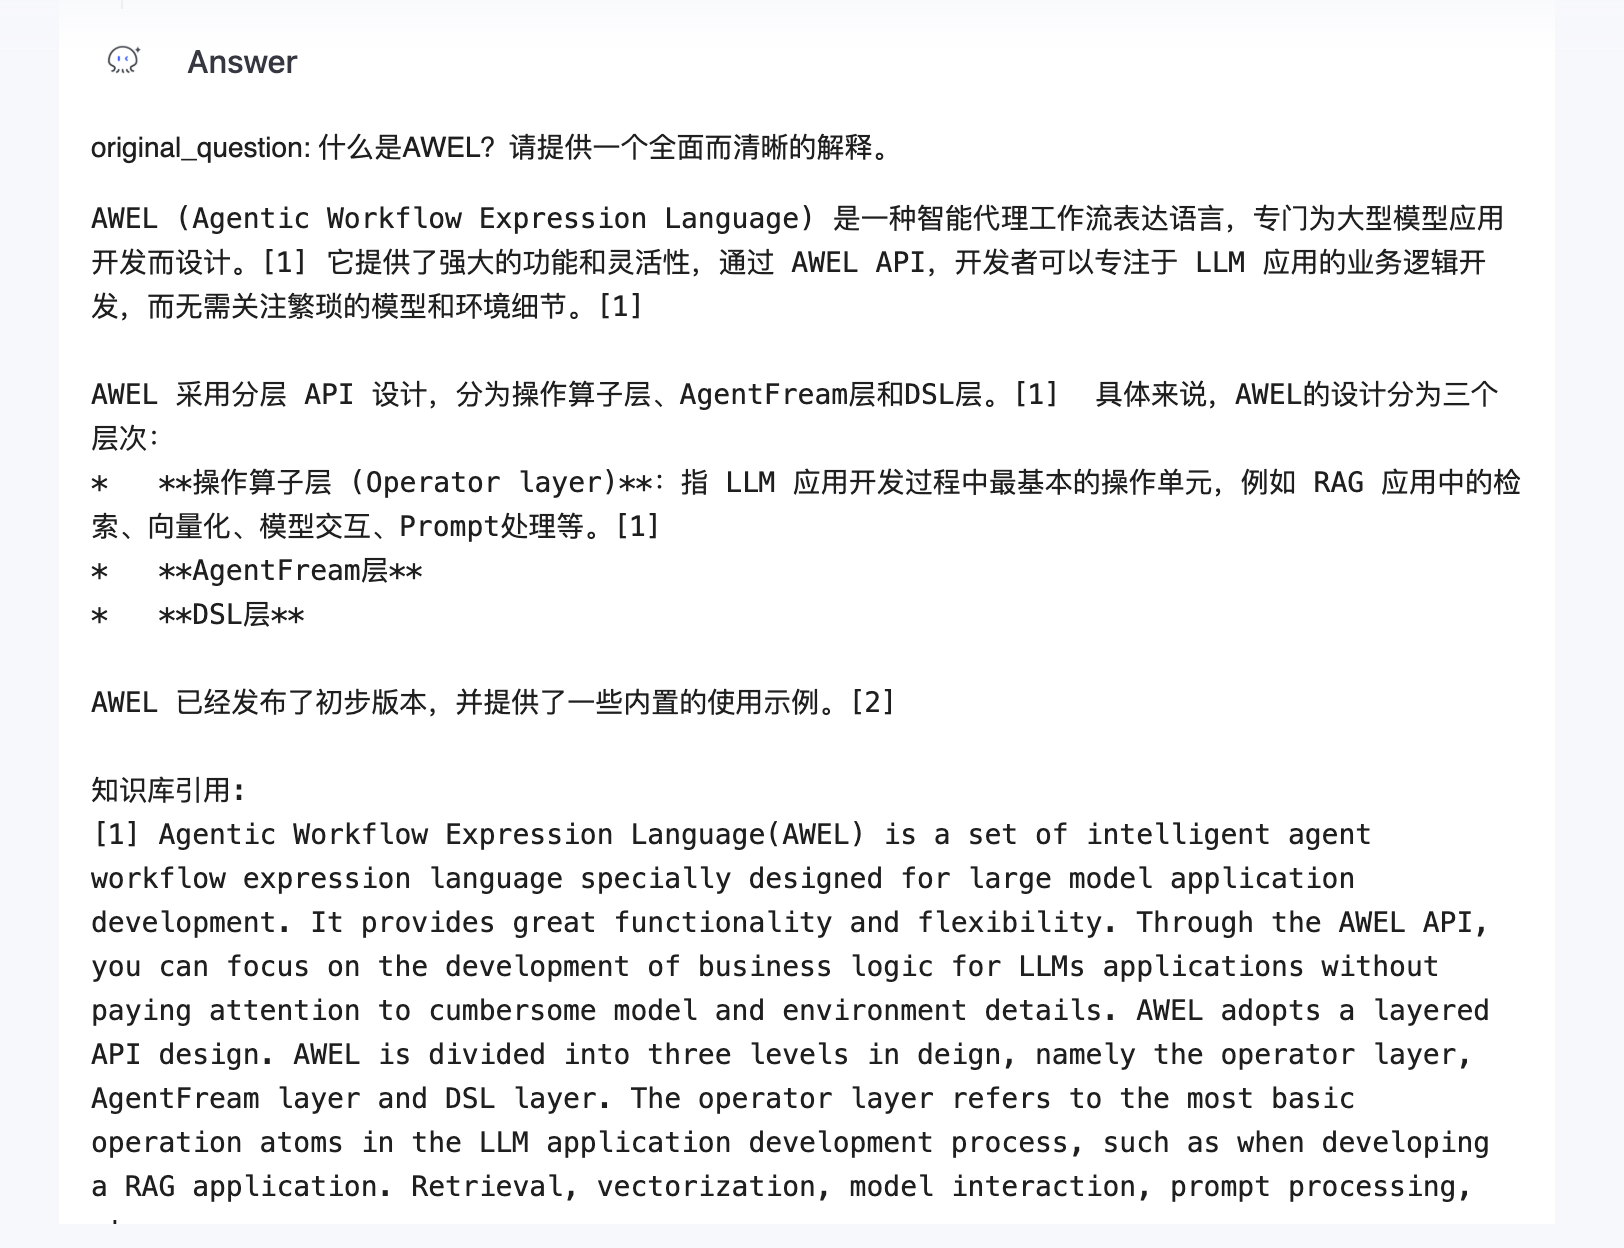 Answer
original_question: 什么是AWEL？请提供一个全面而清晰的解释。
AWEL (Agentic Workflow Expression Language) 是一种智能代理工作流表达语言，专门为大型模型应用
开发而设计。[1] 它提供了强大的功能和灵活性，通过 AWEL API，开发者可以专注于 LLM 应用的业务逻辑开
发，而无需关注繁琐的模型和环境细节。[1]
AWEL 采用分层 API 设计，分为操作算子层、AgentFream层和DSL层。[1]  具体来说，AWEL的设计分为三个
层次：
*   **操作算子层 (Operator layer)**：指 LLM 应用开发过程中最基本的操作单元，例如 RAG 应用中的检
索、向量化、模型交互、Prompt处理等。[1]
*   **AgentFream层**
*   **DSL层**
AWEL 已经发布了初步版本，并提供了一些内置的使用示例。[2]
知识库引用:
[1] Agentic Workflow Expression Language(AWEL) is a set of intelligent agent
workflow expression language specially designed for large model application
development. It provides great functionality and flexibility. Through the AWEL API,
you can focus on the development of business logic for LLMs applications without
paying attention to cumbersome model and environment details. AWEL adopts a layered
API design. AWEL is divided into three levels in deign, namely the operator layer,
AgentFream layer and DSL layer. The operator layer refers to the most basic
operation atoms in the LLM application development process, such as when developing
a RAG application. Retrieval, vectorization, model interaction, prompt processing,